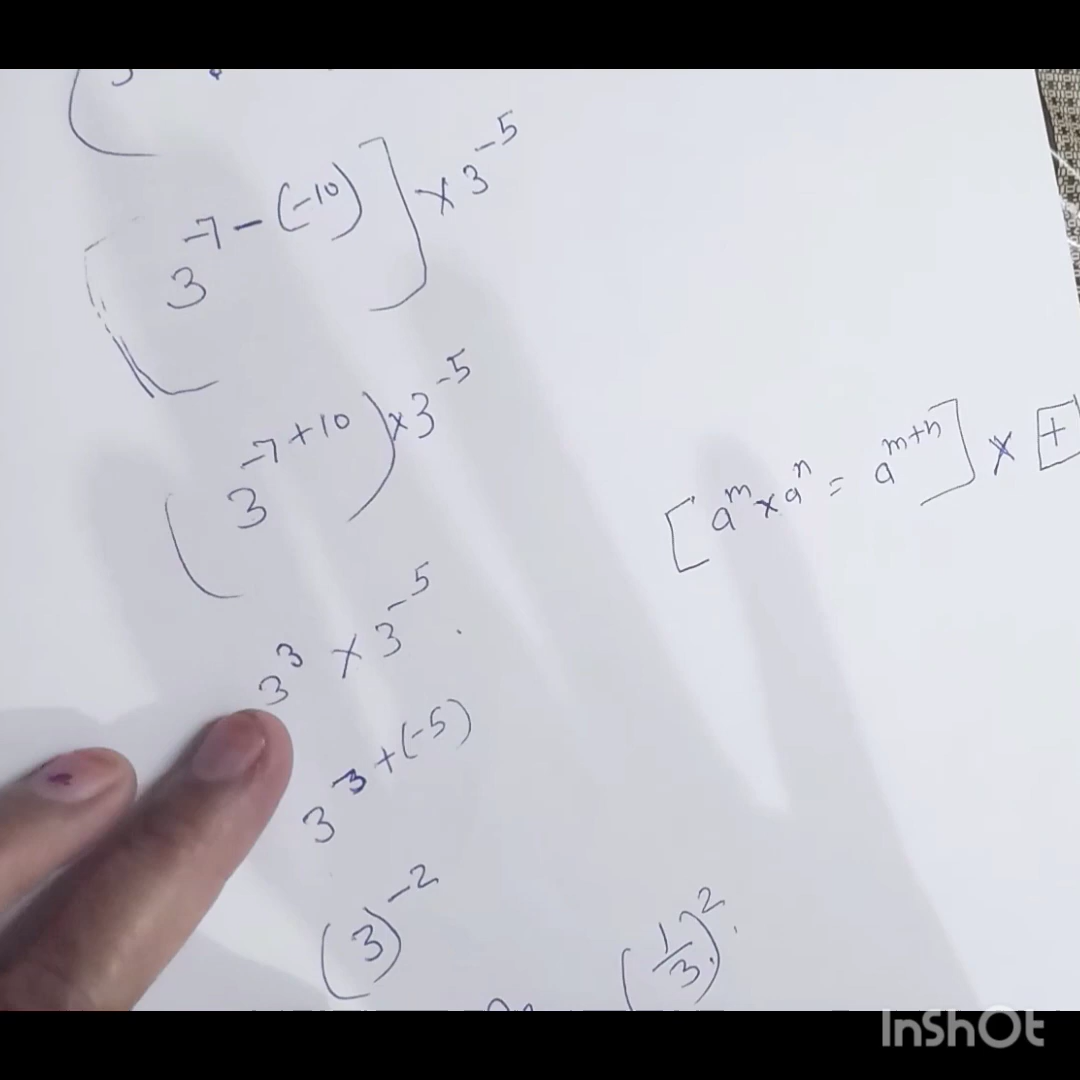 [3^{-7-(-10)}] × 3^{-5}
(3^{-7+10}) × 3^{-5}
[a^m × a^n = a^{m+n}] × +
3^3 × 3^{-5}
3^{3+(-5)}
(3)^{-2}
(1/3)^2
InShOt